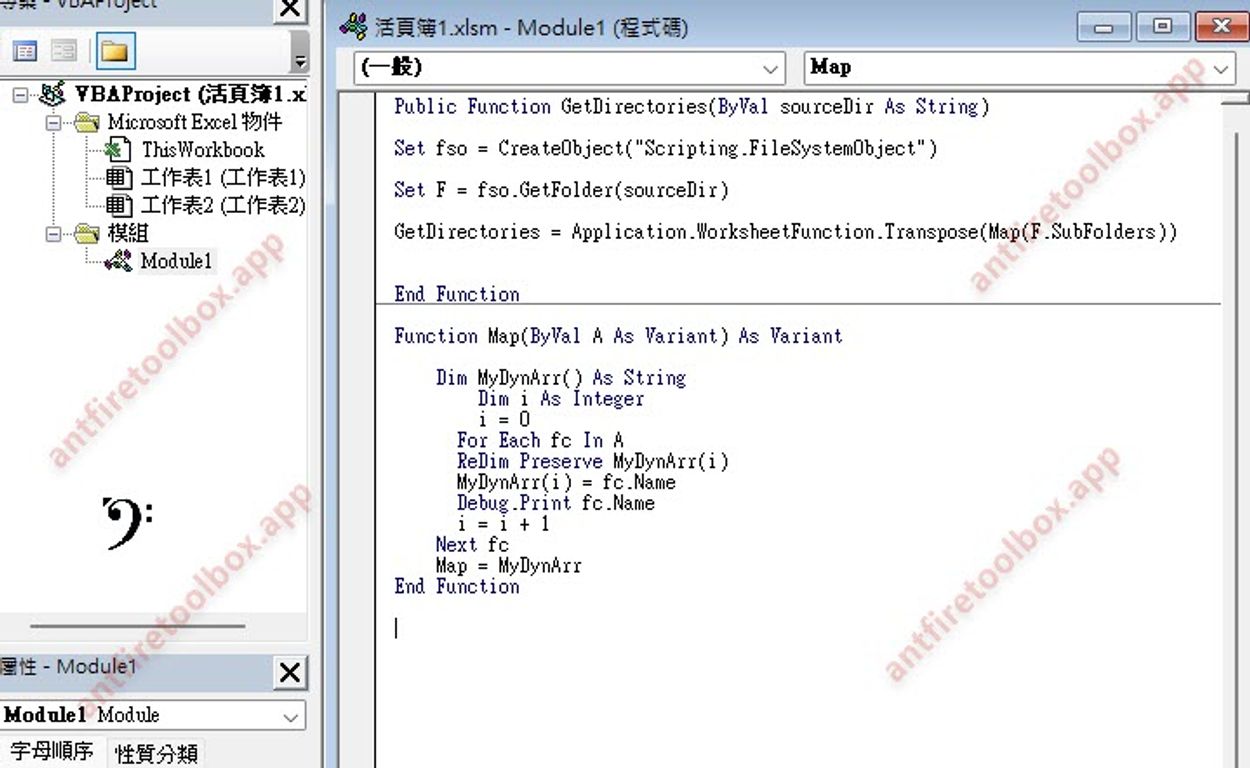 專案 - VBAProject
VBAProject (活頁簿1.x
Microsoft Excel 物件
ThisWorkbook
工作表1 (工作表1)
工作表2 (工作表2)
模組
Module1
屬性 - Module1
Module1 Module
字母順序 性質分類
活頁簿1.xlsm - Module1 (程式碼)
(一般) Map
Public Function GetDirectories(ByVal sourceDir As String)
Set fso = CreateObject("Scripting.FileSystemObject")
Set F = fso.GetFolder(sourceDir)
GetDirectories = Application.WorksheetFunction.Transpose(Map(F.SubFolders))
End Function
Function Map(ByVal A As Variant) As Variant
Dim MyDynArr() As String
Dim i As Integer
i = 0
For Each fc In A
ReDim Preserve MyDynArr(i)
MyDynArr(i) = fc.Name
Debug.Print fc.Name
i = i + 1
Next fc
Map = MyDynArr
End Function
antfiretoolbox.app
antfiretoolbox.app
antfiretoolbox.app
antfiretoolbox.app